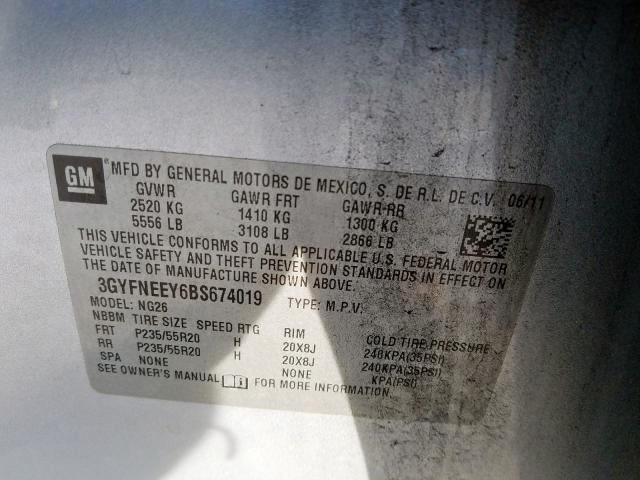 GM ®MFD BY GENERAL MOTORS DE MEXICO, S. DE R.L. DE C.V. 06/11
GVWR GAWR FRT GAWR RR
2520 KG 1410 KG 1300 KG
5556 LB 3108 LB 2866 LB
THIS VEHICLE CONFORMS TO ALL APPLICABLE U.S. FEDERAL MOTOR
VEHICLE SAFETY AND THEFT PREVENTION STANDARDS IN EFFECT ON
THE DATE OF MANUFACTURE SHOWN ABOVE.
3GYFNEEY6BS674019 TYPE: M.P.V.
MODEL: NG26
NBBM TIRE SIZE SPEED RTG RIM COLD TIRE PRESSURE
FRT P235/55R20 H 20X8J 240KPA(35PSI)
RR P235/55R20 H 20X8J 240KPA(35PSI)
SPA NONE NONE KPA(PSI)
SEE OWNER'S MANUAL FOR MORE INFORMATION.